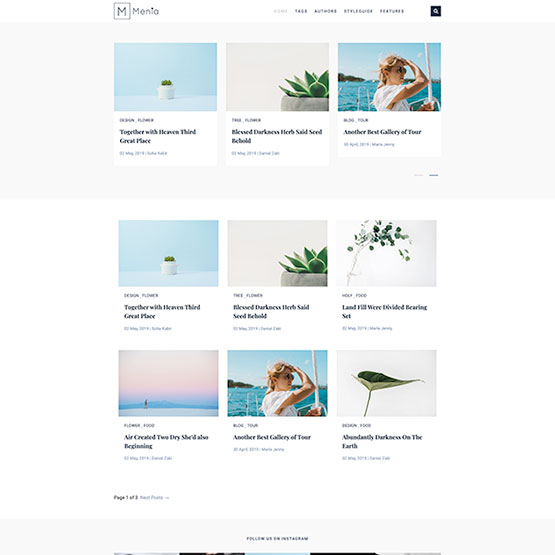 M Menia
HOME TAGS AUTHORS STYLEGUIDE FEATURES
DESIGN , FLOWER
Together with Heaven Third
Great Place
02 May, 2019 | Sofia Kabir
TREE , FLOWER
Blessed Darkness Herb Said Seed
Behold
02 May, 2019 | Danial Zaki
BLOG , TOUR
Another Best Gallery of Tour
30 April, 2019 | Marie Jenny
DESIGN , FLOWER
Together with Heaven Third
Great Place
02 May, 2019 | Sofia Kabir
TREE , FLOWER
Blessed Darkness Herb Said
Seed Behold
02 May, 2019 | Danial Zaki
HOLY , FOOD
Land Fill Were Divided Bearing
Set
02 May, 2019 | Marie Jenny
FLOWER , FOOD
Air Created Two Dry She'd also
Beginning
02 May, 2019 | Danial Zaki
BLOG , TOUR
Another Best Gallery of Tour
30 April, 2019 | Marie Jenny
DESIGN , FOOD
Abundantly Darkness On The
Earth
02 May, 2019 | Danial Zaki
Page 1 of 3 Next Posts →
FOLLOW US ON INSTAGRAM